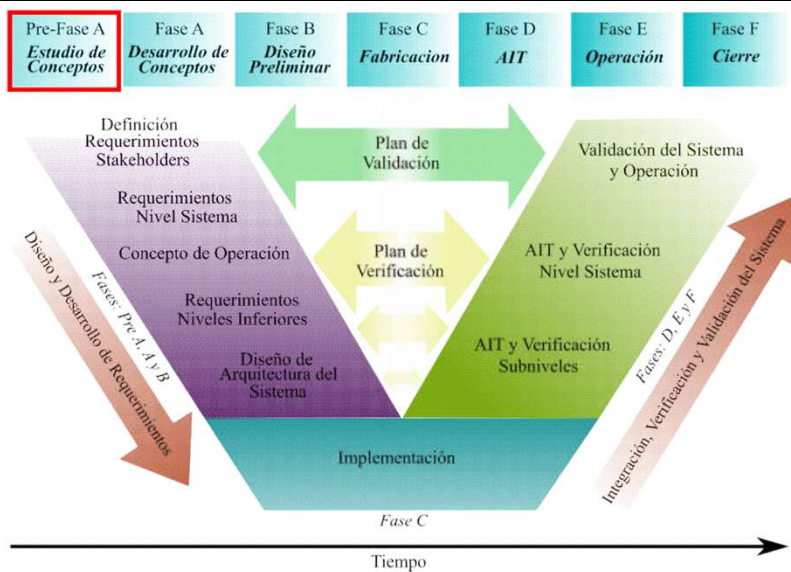 Pre-Fase A
Estudio de
Conceptos
Fase A
Desarrollo de
Conceptos
Fase B
Diseño
Preliminar
Fase C
Fabricacion
Fase D
AIT
Fase E
Operación
Fase F
Cierre
Definición
Requerimientos
Stakeholders
Requerimientos
Nivel Sistema
Concepto de Operación
Requerimientos
Niveles Inferiores
Diseño de
Arquitectura del
Sistema
Plan de
Validación
Plan de
Verificación
Validación del Sistema
y Operación
AIT y Verificación
Nivel Sistema
AIT y Verificación
Subniveles
Diseño y Desarrollo de Requerimientos
Fases: Pre A, A y B
Fases: D, E y F
Integración, Verificación y Validación del Sistema
Implementación
Fase C
Tiempo